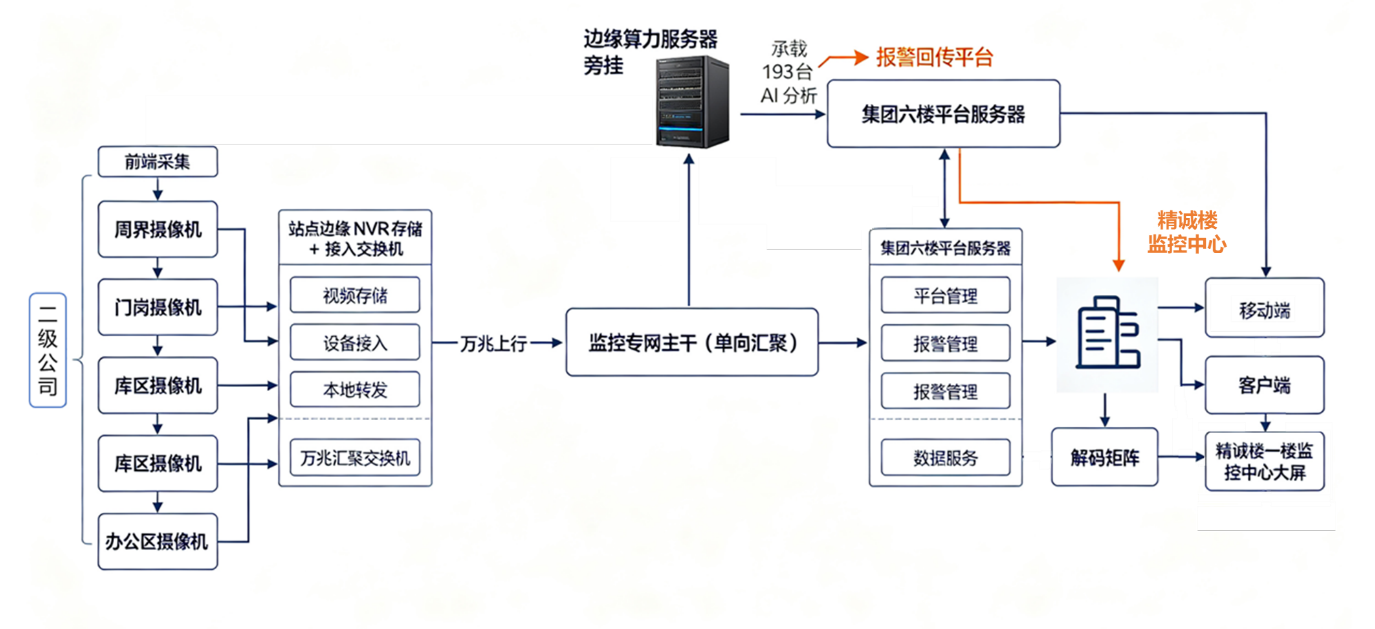 边缘算力服务器
旁挂
承载
193台
AI 分析
报警回传平台
集团六楼平台服务器
前端采集
周界摄像机
门岗摄像机
库区摄像机
库区摄像机
办公区摄像机
二级公司
站点边缘 NVR 存储
+ 接入交换机
视频存储
设备接入
本地转发
万兆汇聚交换机
万兆上行
监控专网主干（单向汇聚）
集团六楼平台服务器
平台管理
报警管理
报警管理
数据服务
精诚楼
监控中心
解码矩阵
移动端
客户端
精诚楼一楼监
控中心大屏